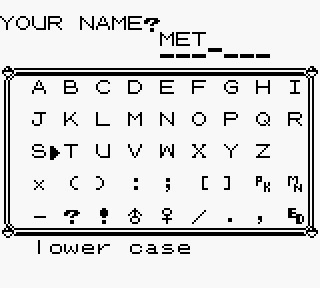 YOUR NAME?
MET
A B C D E F G H I
J K L M N O P Q R
S T U V W X Y Z
× ( ) : ; [ ] PK MN
- ? ! ♂ ♀ / . , ED
lower case